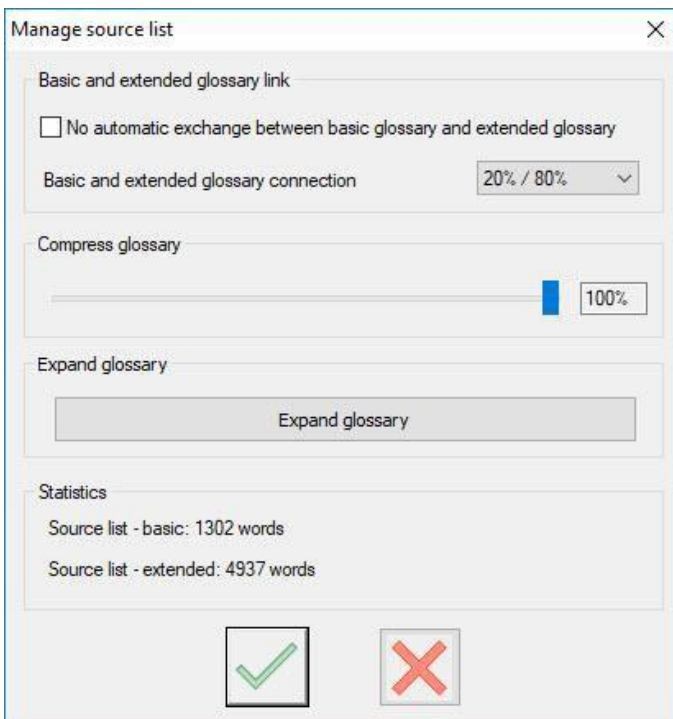 Manage source list
Basic and extended glossary link
No automatic exchange between basic glossary and extended glossary
Basic and extended glossary connection 20% / 80%
Compress glossary
100%
Expand glossary
Expand glossary
Statistics
Source list - basic: 1302 words
Source list - extended: 4937 words